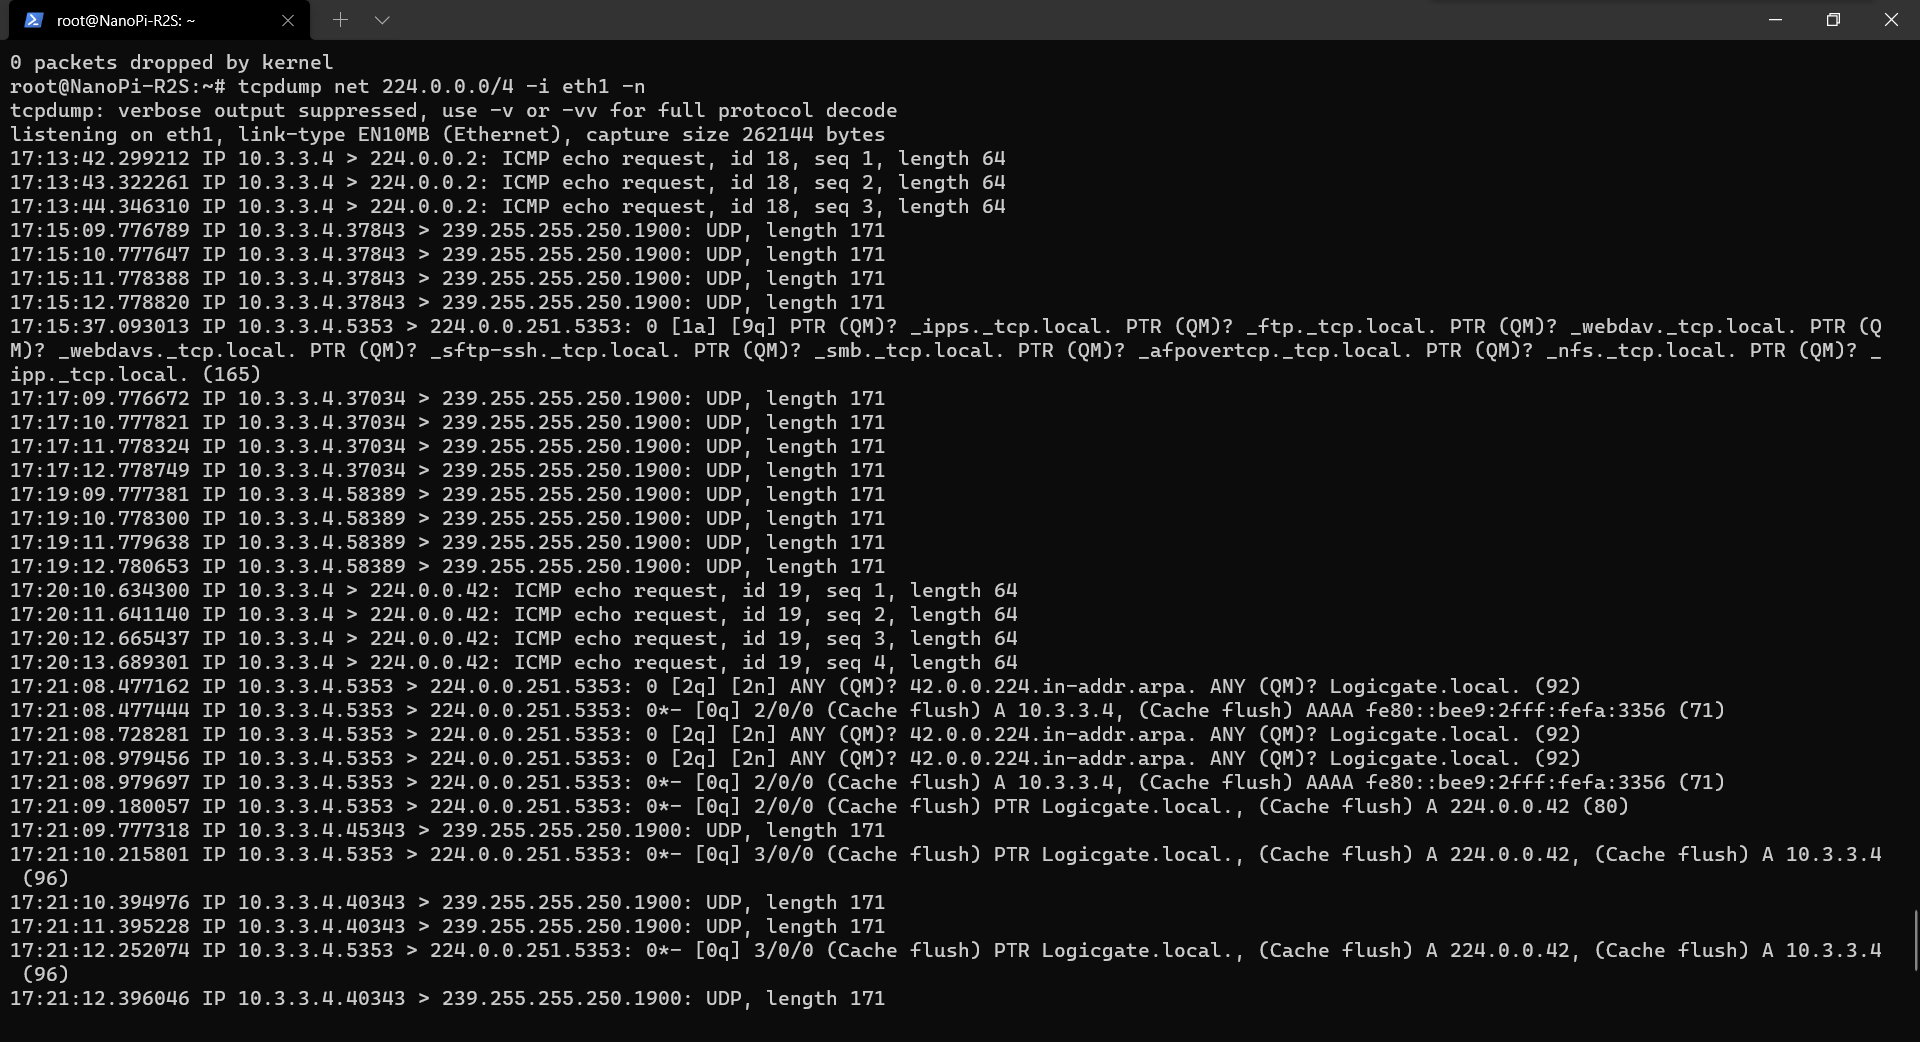 root@NanoPi-R2S: ~
0 packets dropped by kernel
root@NanoPi-R2S:~# tcpdump net 224.0.0.0/4 -i eth1 -n
tcpdump: verbose output suppressed, use -v or -vv for full protocol decode
listening on eth1, link-type EN10MB (Ethernet), capture size 262144 bytes
17:13:42.299212 IP 10.3.3.4 > 224.0.0.2: ICMP echo request, id 18, seq 1, length 64
17:13:43.322261 IP 10.3.3.4 > 224.0.0.2: ICMP echo request, id 18, seq 2, length 64
17:13:44.346310 IP 10.3.3.4 > 224.0.0.2: ICMP echo request, id 18, seq 3, length 64
17:15:09.776789 IP 10.3.3.4.37843 > 239.255.255.250.1900: UDP, length 171
17:15:10.777647 IP 10.3.3.4.37843 > 239.255.255.250.1900: UDP, length 171
17:15:11.778388 IP 10.3.3.4.37843 > 239.255.255.250.1900: UDP, length 171
17:15:12.778820 IP 10.3.3.4.37843 > 239.255.255.250.1900: UDP, length 171
17:15:37.093013 IP 10.3.3.4.5353 > 224.0.0.251.5353: 0 [1a] [9q] PTR (QM)? _ipps._tcp.local. PTR (QM)? _ftp._tcp.local. PTR (QM)? _webdav._tcp.local. PTR (Q
M)? _webdavs._tcp.local. PTR (QM)? _sftp-ssh._tcp.local. PTR (QM)? _smb._tcp.local. PTR (QM)? _afpovertcp._tcp.local. PTR (QM)? _nfs._tcp.local. PTR (QM)? _
ipp._tcp.local. (165)
17:17:09.776672 IP 10.3.3.4.37034 > 239.255.255.250.1900: UDP, length 171
17:17:10.777821 IP 10.3.3.4.37034 > 239.255.255.250.1900: UDP, length 171
17:17:11.778324 IP 10.3.3.4.37034 > 239.255.255.250.1900: UDP, length 171
17:17:12.778749 IP 10.3.3.4.37034 > 239.255.255.250.1900: UDP, length 171
17:19:09.777381 IP 10.3.3.4.58389 > 239.255.255.250.1900: UDP, length 171
17:19:10.778300 IP 10.3.3.4.58389 > 239.255.255.250.1900: UDP, length 171
17:19:11.779638 IP 10.3.3.4.58389 > 239.255.255.250.1900: UDP, length 171
17:19:12.780653 IP 10.3.3.4.58389 > 239.255.255.250.1900: UDP, length 171
17:20:10.634300 IP 10.3.3.4 > 224.0.0.42: ICMP echo request, id 19, seq 1, length 64
17:20:11.641140 IP 10.3.3.4 > 224.0.0.42: ICMP echo request, id 19, seq 2, length 64
17:20:12.665437 IP 10.3.3.4 > 224.0.0.42: ICMP echo request, id 19, seq 3, length 64
17:20:13.689301 IP 10.3.3.4 > 224.0.0.42: ICMP echo request, id 19, seq 4, length 64
17:21:08.477162 IP 10.3.3.4.5353 > 224.0.0.251.5353: 0 [2q] [2n] ANY (QM)? 42.0.0.224.in-addr.arpa. ANY (QM)? Logicgate.local. (92)
17:21:08.477444 IP 10.3.3.4.5353 > 224.0.0.251.5353: 0*- [0q] 2/0/0 (Cache flush) A 10.3.3.4, (Cache flush) AAAA fe80::bee9:2fff:fefa:3356 (71)
17:21:08.728281 IP 10.3.3.4.5353 > 224.0.0.251.5353: 0 [2q] [2n] ANY (QM)? 42.0.0.224.in-addr.arpa. ANY (QM)? Logicgate.local. (92)
17:21:08.979456 IP 10.3.3.4.5353 > 224.0.0.251.5353: 0 [2q] [2n] ANY (QM)? 42.0.0.224.in-addr.arpa. ANY (QM)? Logicgate.local. (92)
17:21:08.979697 IP 10.3.3.4.5353 > 224.0.0.251.5353: 0*- [0q] 2/0/0 (Cache flush) A 10.3.3.4, (Cache flush) AAAA fe80::bee9:2fff:fefa:3356 (71)
17:21:09.180057 IP 10.3.3.4.5353 > 224.0.0.251.5353: 0*- [0q] 2/0/0 (Cache flush) PTR Logicgate.local., (Cache flush) A 224.0.0.42 (80)
17:21:09.777318 IP 10.3.3.4.45343 > 239.255.255.250.1900: UDP, length 171
17:21:10.215801 IP 10.3.3.4.5353 > 224.0.0.251.5353: 0*- [0q] 3/0/0 (Cache flush) PTR Logicgate.local., (Cache flush) A 224.0.0.42, (Cache flush) A 10.3.3.4
(96)
17:21:10.394976 IP 10.3.3.4.40343 > 239.255.255.250.1900: UDP, length 171
17:21:11.395228 IP 10.3.3.4.40343 > 239.255.255.250.1900: UDP, length 171
17:21:12.252074 IP 10.3.3.4.5353 > 224.0.0.251.5353: 0*- [0q] 3/0/0 (Cache flush) PTR Logicgate.local., (Cache flush) A 224.0.0.42, (Cache flush) A 10.3.3.4
(96)
17:21:12.396046 IP 10.3.3.4.40343 > 239.255.255.250.1900: UDP, length 171